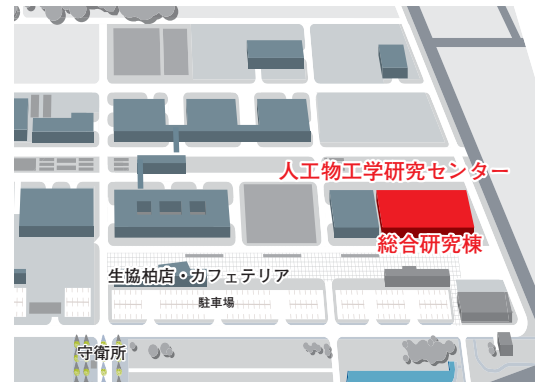 人工物工学研究センター
総合研究棟
生協柏店・カフェテリア
駐車場
守衛所